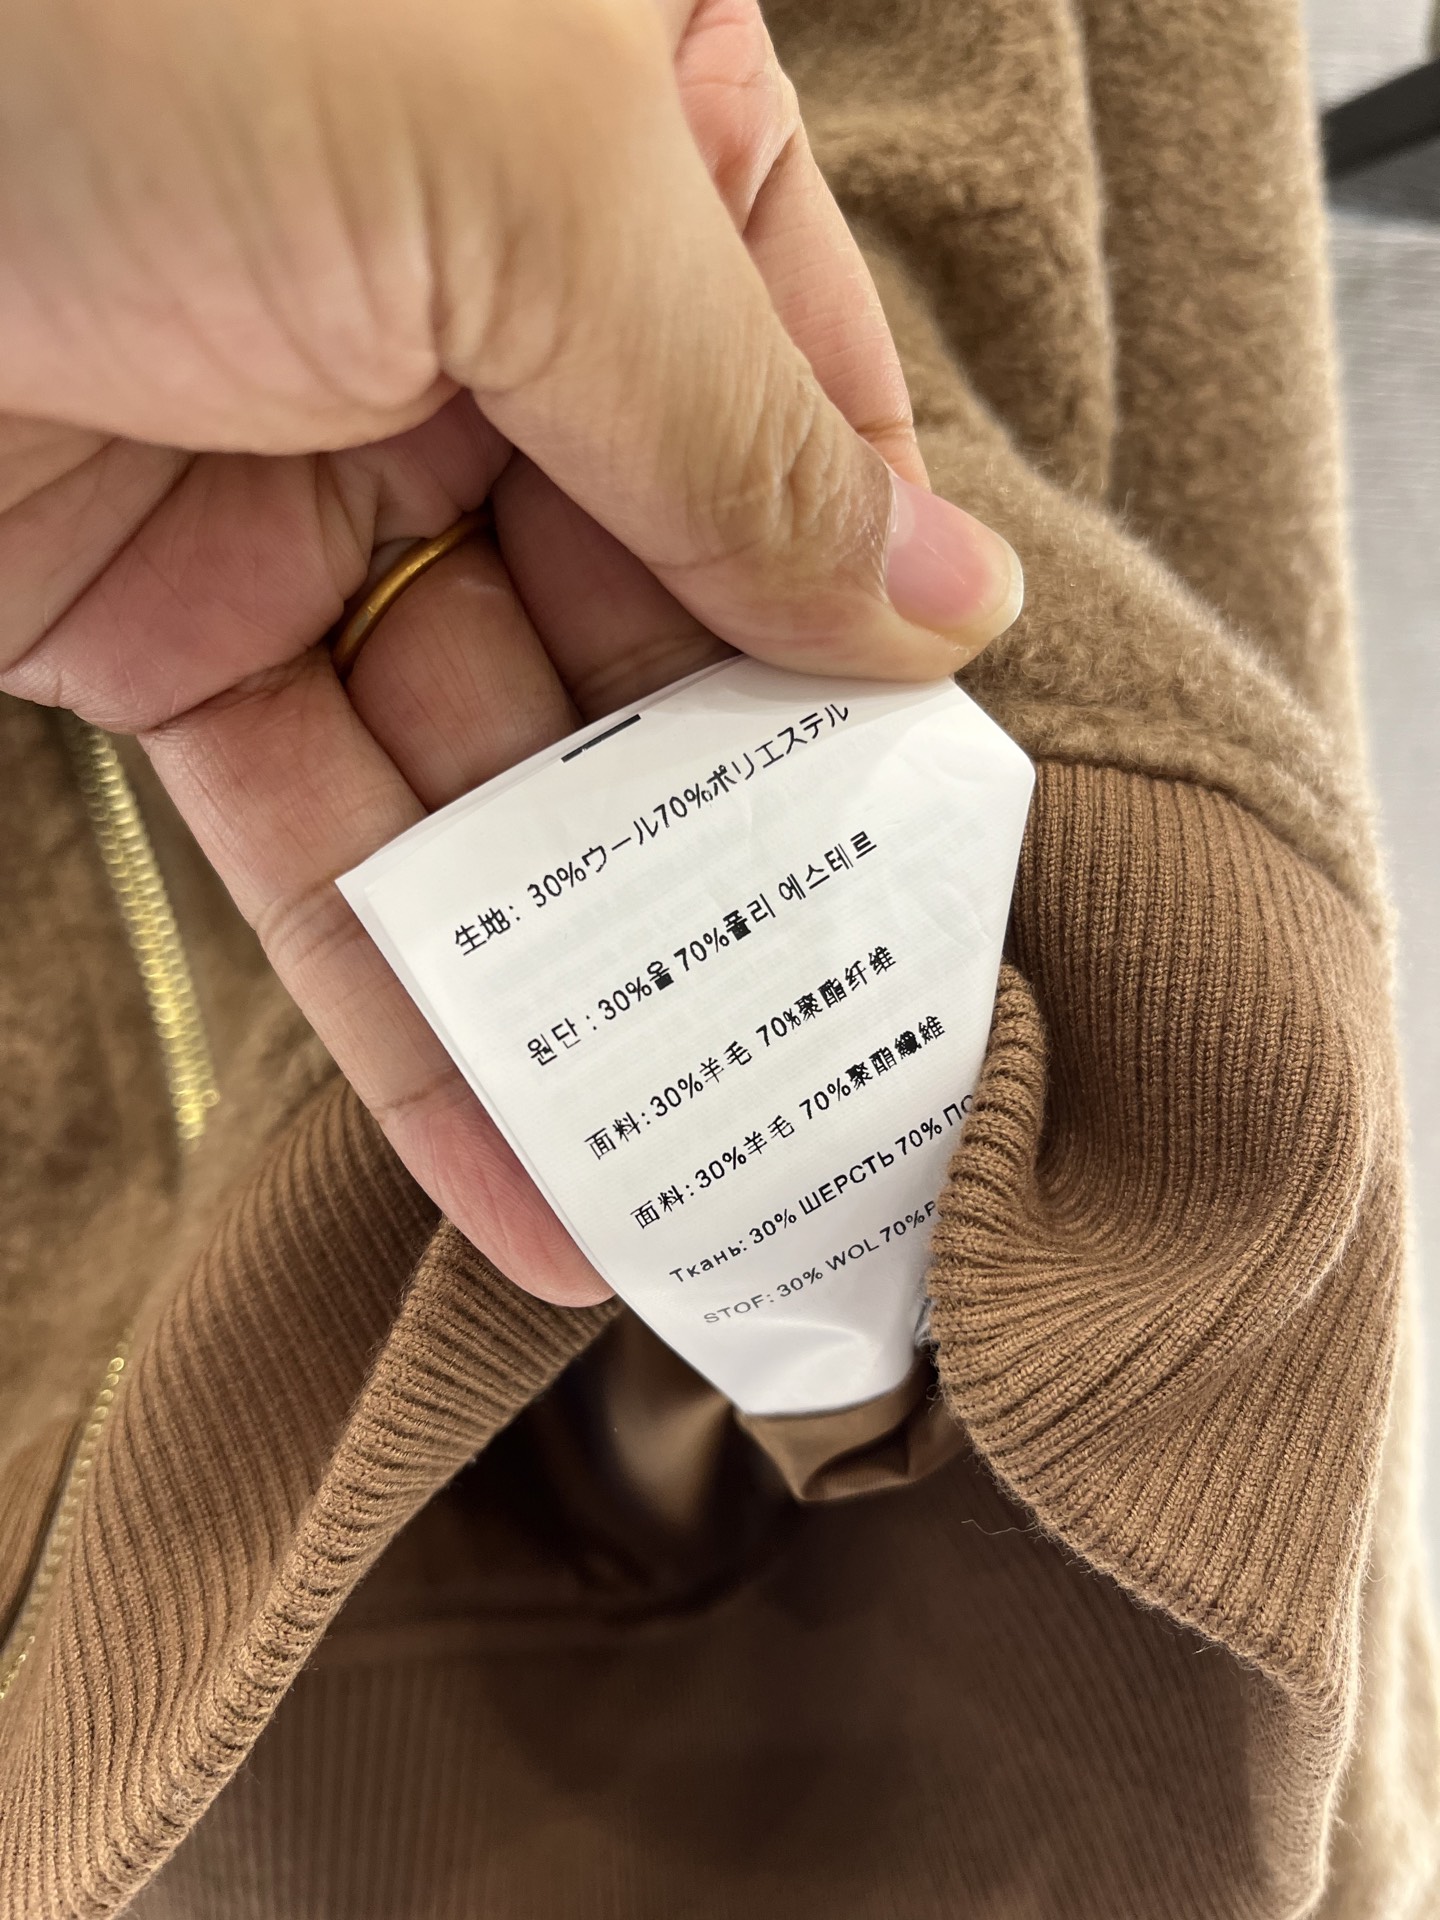 生地: 30%ウール70%ポリエステル
원단 : 30%울 70%폴리 에스테르
面料: 30%羊毛 70%聚酯纤维
面料: 30%羊毛 70%聚酯纖維
Ткань: 30% ШЕРСТЬ 70%
STOF: 30% WOL 70%